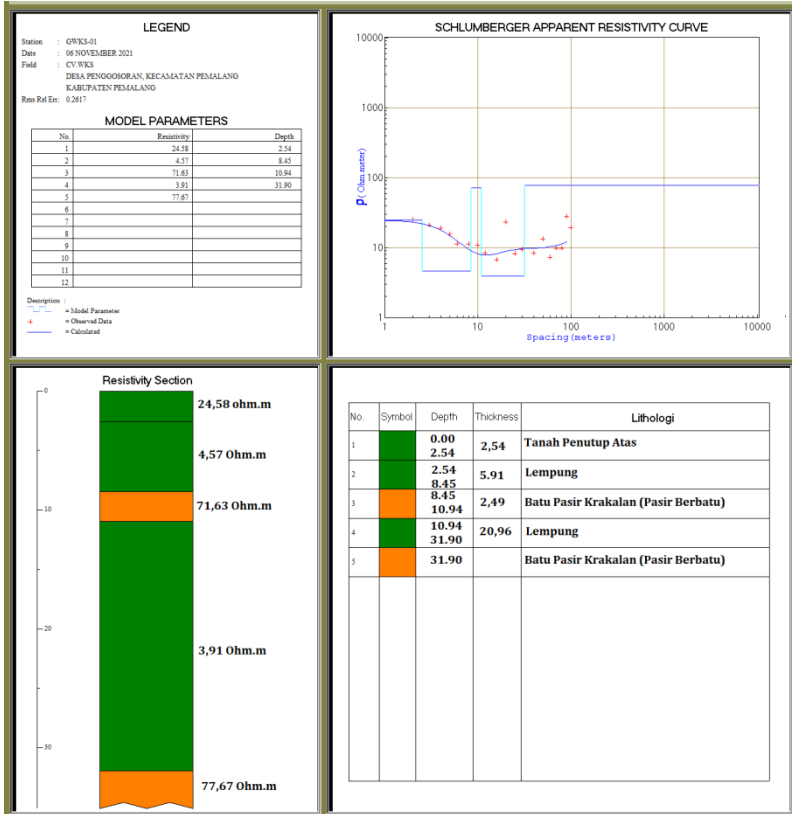 LEGEND
Station : GWKS-01
Date : 06 NOVEMBER 2021
Field : CV.WKS
DESA PENGGOSORAN, KECAMATAN PEMALANG
KABUPATEN PEMALANG
Rms Rel Err: 0.2617
MODEL PARAMETERS
No. Resistivity Depth
1 24.58 2.54
2 4.57 8.45
3 71.63 10.94
4 3.91 31.90
5 77.67
6
7
8
9
10
11
12
Description :
= Model Parameter
+ = Observed Data
= Calculated
SCHLUMBERGER APPARENT RESISTIVITY CURVE
10000
1000
100
10
1
ρ( Ohm meter)
1 10 100 1000 10000
Spacing(meters)
Resistivity Section
0
10
20
30
24,58 ohm.m
4,57 Ohm.m
71,63 Ohm.m
3,91 Ohm.m
77,67 Ohm.m
No. Symbol Depth Thickness Lithologi
1 0.00 2.54 2,54 Tanah Penutup Atas
2 2.54 8.45 5.91 Lempung
3 8.45 10.94 2,49 Batu Pasir Krakalan (Pasir Berbatu)
4 10.94 31.90 20,96 Lempung
5 31.90 Batu Pasir Krakalan (Pasir Berbatu)